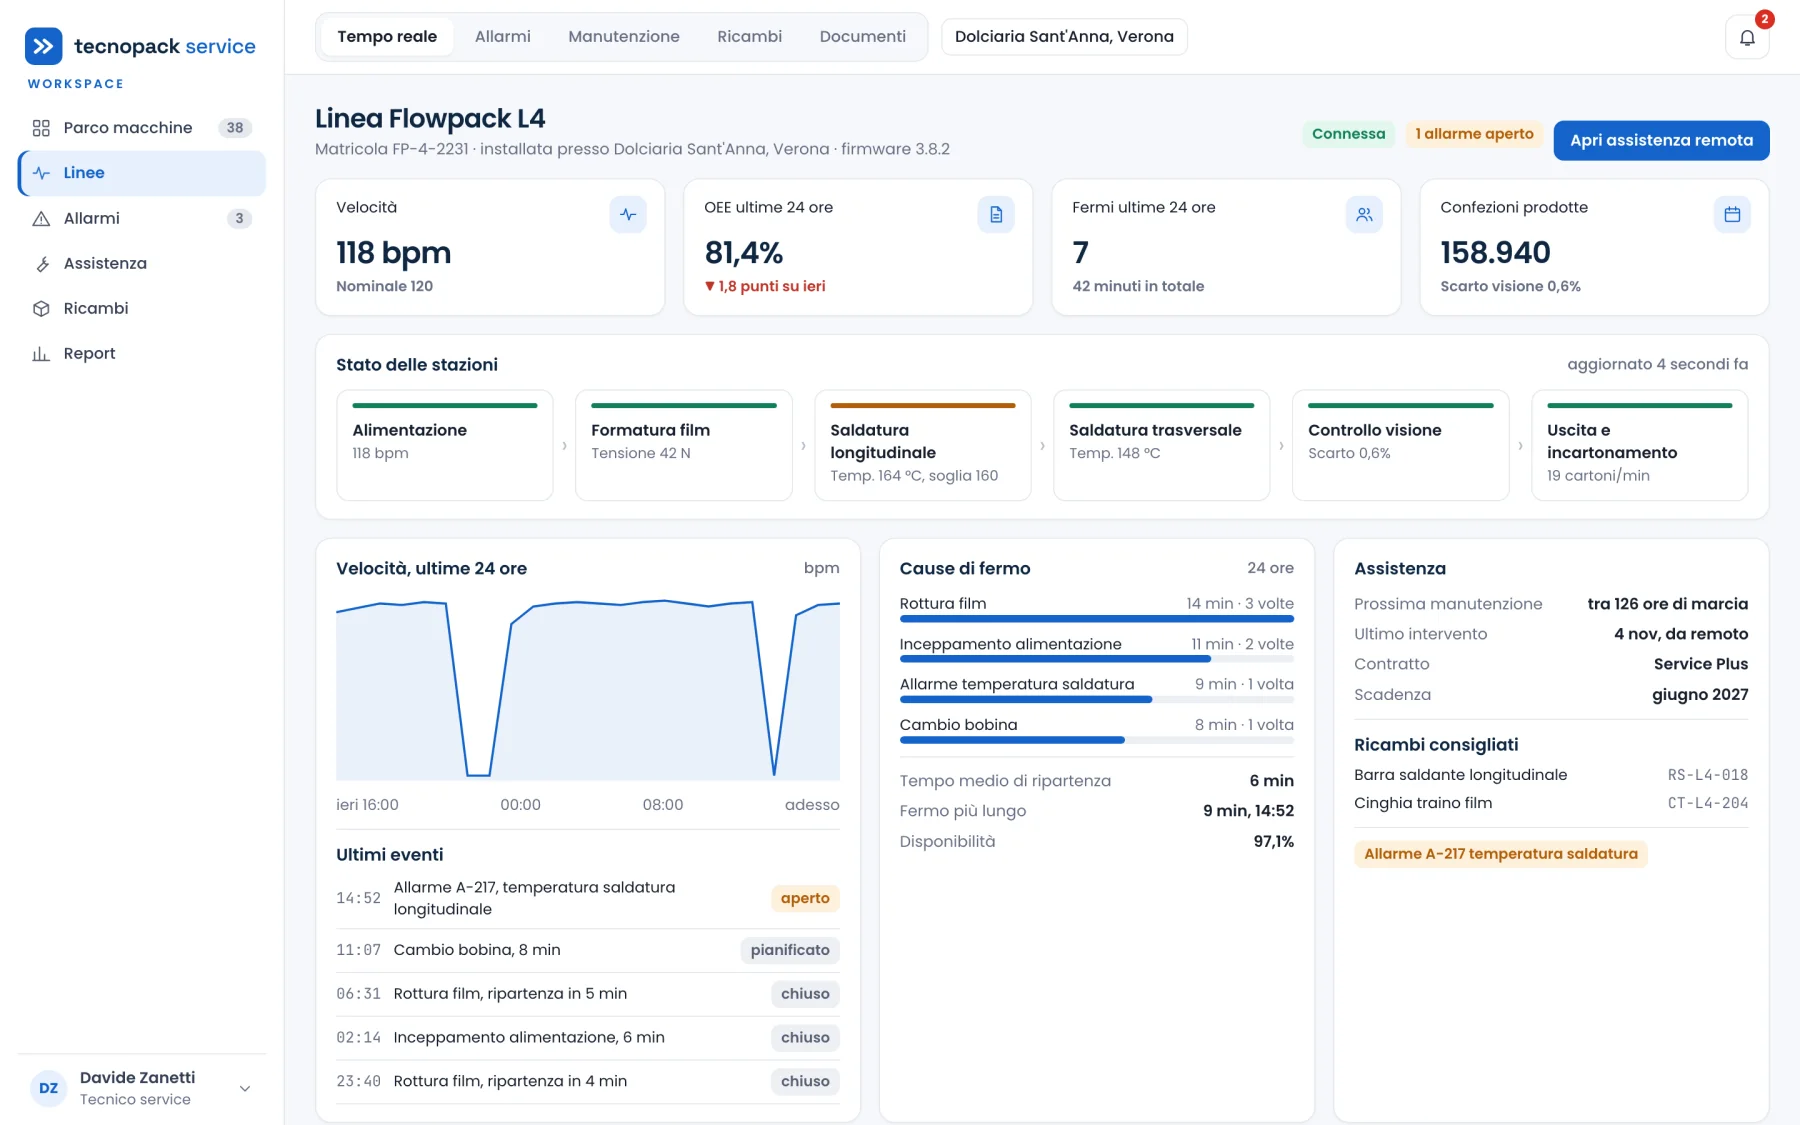 tecnopack service
WORKSPACE
Parco macchine 38
Linee
Allarmi 3
Assistenza
Ricambi
Report
Davide Zanetti
DZ
Tecnico service
Tempo reale Allarmi Manutenzione Ricambi Documenti
Dolciaria Sant'Anna, Verona
2
Linea Flowpack L4
Matricola FP-4-2231 · installata presso Dolciaria Sant'Anna, Verona · firmware 3.8.2
Connessa
1 allarme aperto
Apri assistenza remota
Velocità
118 bpm
Nominale 120
OEE ultime 24 ore
81,4%
▼ 1,8 punti su ieri
Fermi ultime 24 ore
7
42 minuti in totale
Confezioni prodotte
158.940
Scarto visione 0,6%
Stato delle stazioni
aggiornato 4 secondi fa
Alimentazione
118 bpm
›
Formatura film
Tensione 42 N
›
Saldatura
longitudinale
Temp. 164 °C, soglia 160
›
Saldatura trasversale
Temp. 148 °C
›
Controllo visione
Scarto 0,6%
›
Uscita e
incartonamento
19 cartoni/min
Velocità, ultime 24 ore
bpm
ieri 16:00 00:00 08:00 adesso
Ultimi eventi
14:52 Allarme A-217, temperatura saldatura
longitudinale
aperto
11:07 Cambio bobina, 8 min pianificato
06:31 Rottura film, ripartenza in 5 min chiuso
02:14 Inceppamento alimentazione, 6 min chiuso
23:40 Rottura film, ripartenza in 4 min chiuso
Cause di fermo
24 ore
Rottura film 14 min · 3 volte
Inceppamento alimentazione 11 min · 2 volte
Allarme temperatura saldatura 9 min · 1 volta
Cambio bobina 8 min · 1 volta
Tempo medio di ripartenza 6 min
Fermo più lungo 9 min, 14:52
Disponibilità 97,1%
Assistenza
Prossima manutenzione tra 126 ore di marcia
Ultimo intervento 4 nov, da remoto
Contratto Service Plus
Scadenza giugno 2027
Ricambi consigliati
Barra saldante longitudinale RS-L4-018
Cinghia traino film CT-L4-204
Allarme A-217 temperatura saldatura